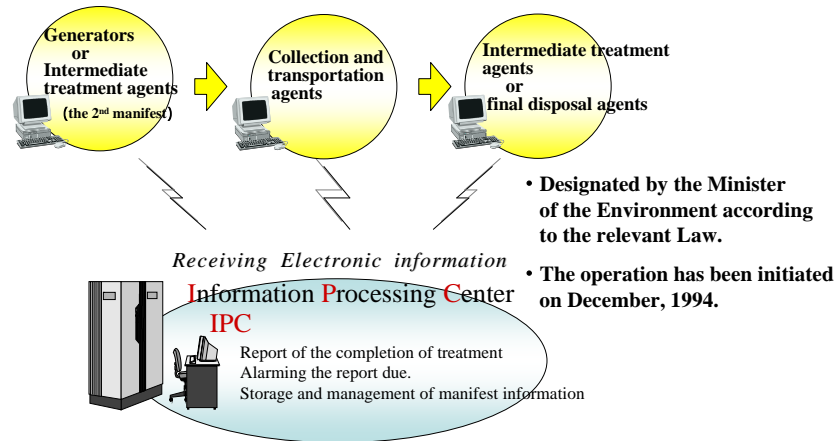 Generators
or
Intermediate
treatment agents
(the 2nd manifest)
Collection and
transportation
agents
Intermediate treatment
agents
or
final disposal agents
• Designated by the Minister
of the Environment according
to the relevant Law.
• The operation has been initiated
on December, 1994.
Receiving Electronic information
Information Processing Center
IPC
Report of the completion of treatment
Alarming the report due.
Storage and management of manifest information